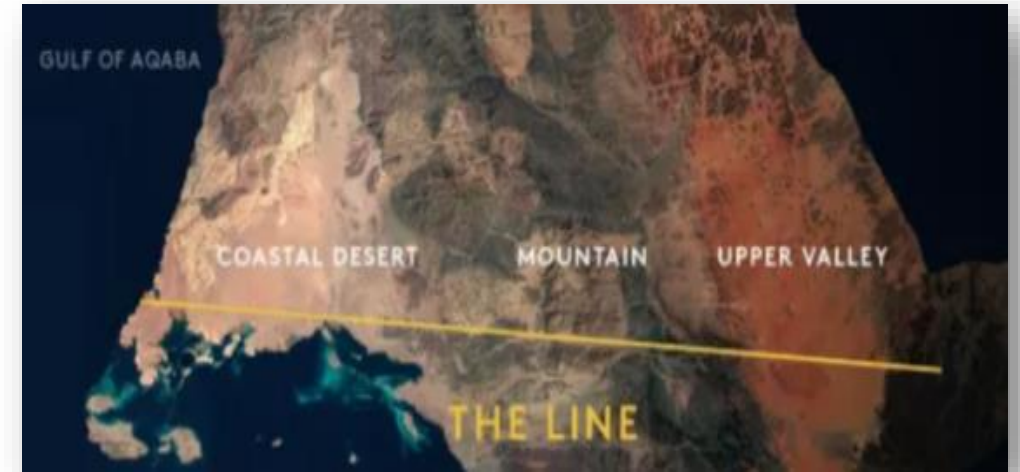 GULF OF AQABA
COASTAL DESERT
MOUNTAIN
UPPER VALLEY
THE LINE